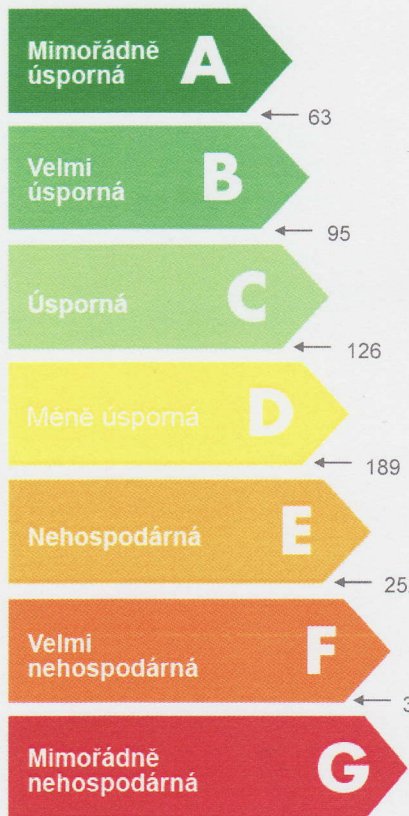 Mimořádně
úsporná A
63
Velmi
úsporná B
95
Úsporná C
126
Méně úsporná D
189
Nehospodárná E
Velmi
nehospodárná F
Mimořádně
nehospodárná G